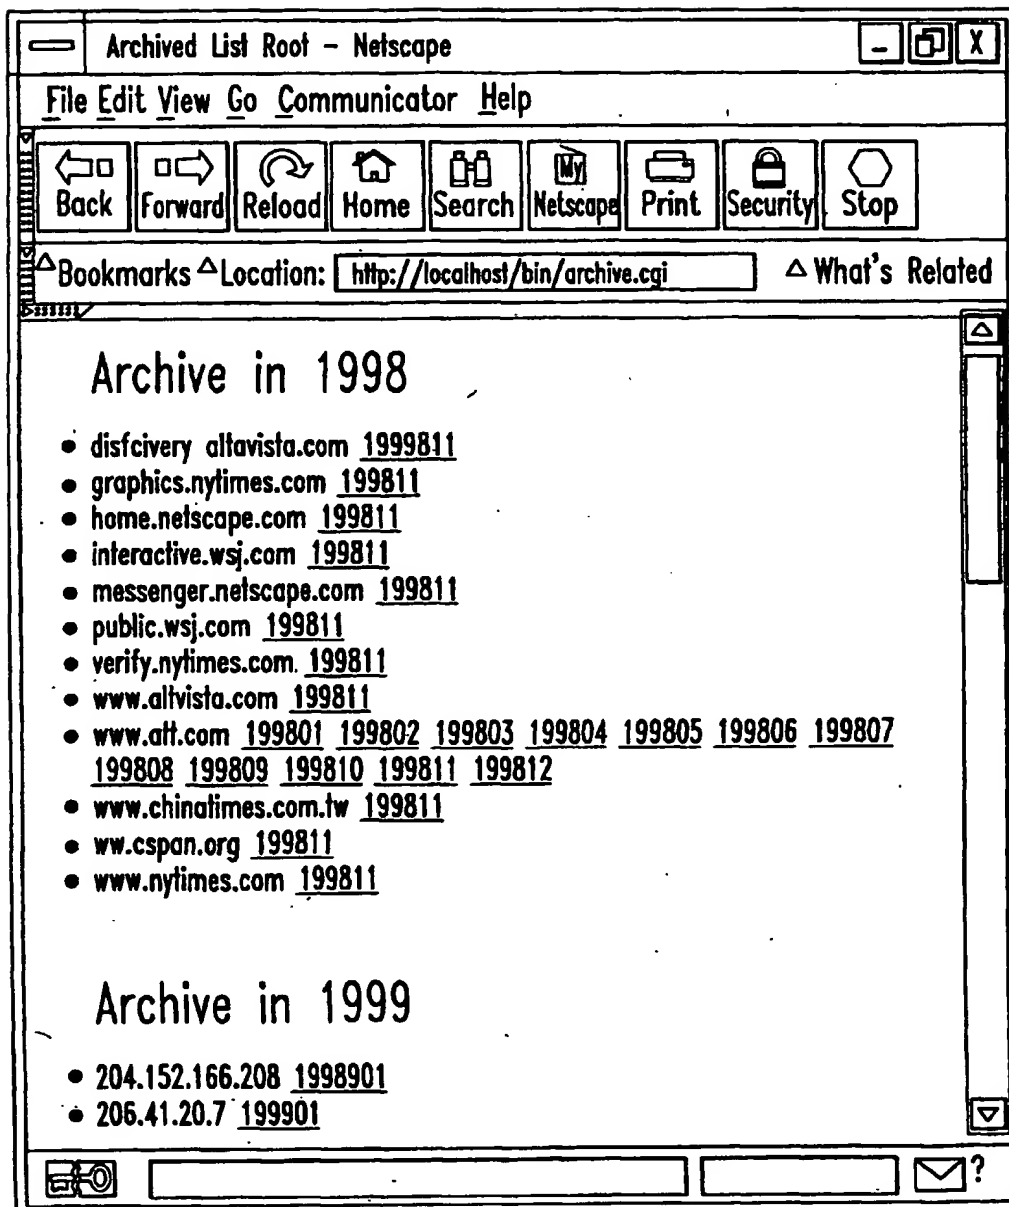 Archived List Root - Netscape
_ X
File Edit View Go Communicator Help
Back Forward Reload Home Search My Netscape Print Security Stop
Bookmarks Location: http://localhost/bin/archive.cgi What's Related
Archive in 1998
• disfcivery altavista.com 1999811
• graphics.nytimes.com 199811
• home.netscape.com 199811
• interactive.wsj.com 199811
• messenger.netscape.com 199811
• public.wsj.com 199811
• verify.nytimes.com. 199811
• www.altvista.com 199811
• www.att.com 199801 199802 199803 199804 199805 199806 199807
199808 199809 199810 199811 199812
• www.chinatimes.com.tw 199811
• ww.cspan.org 199811
• www.nytimes.com 199811
Archive in 1999
• 204.152.166.208 1998901
• 206.41.20.7 199901
?